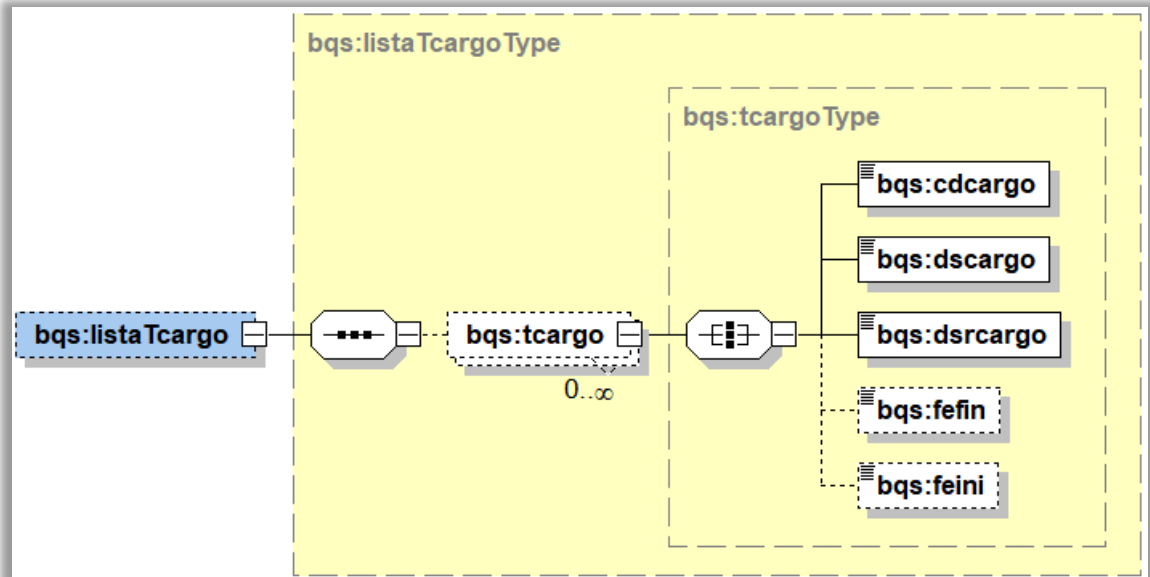 bqs:listaTcargoType
bqs:tcargoType
bqs:cdcargo
bqs:dscargo
bqs:listaTcargo
bqs:tcargo
bqs:dsrcargo
0..∞
bqs:fefin
bqs:feini